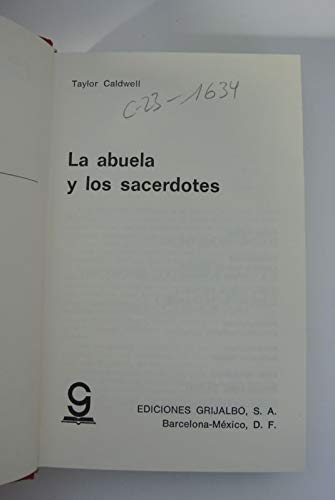 Taylor Caldwell
C-23-1634
La abuela
y los sacerdotes
EDICIONES GRIJALBO, S. A.
Barcelona-México, D. F.